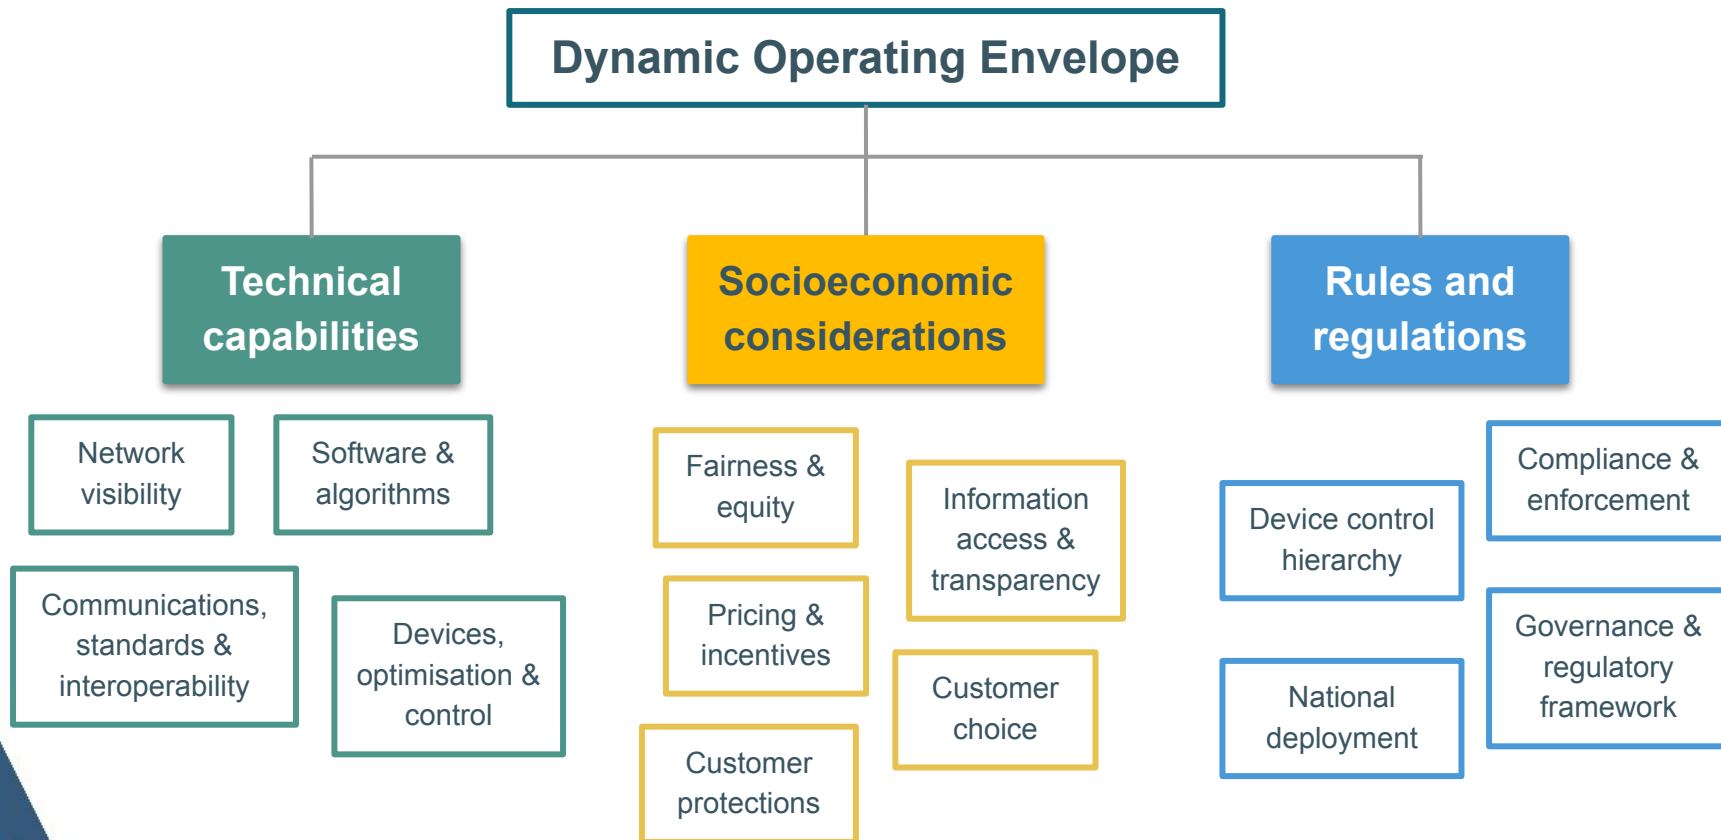 Dynamic Operating Envelope
Technical
capabilities
Socioeconomic
considerations
Rules and
regulations
Network
visibility
Software &
algorithms
Communications,
standards &
interoperability
Devices,
optimisation &
control
Fairness &
equity
Information
access &
transparency
Pricing &
incentives
Customer
choice
Customer
protections
Device control
hierarchy
Compliance &
enforcement
National
deployment
Governance &
regulatory
framework